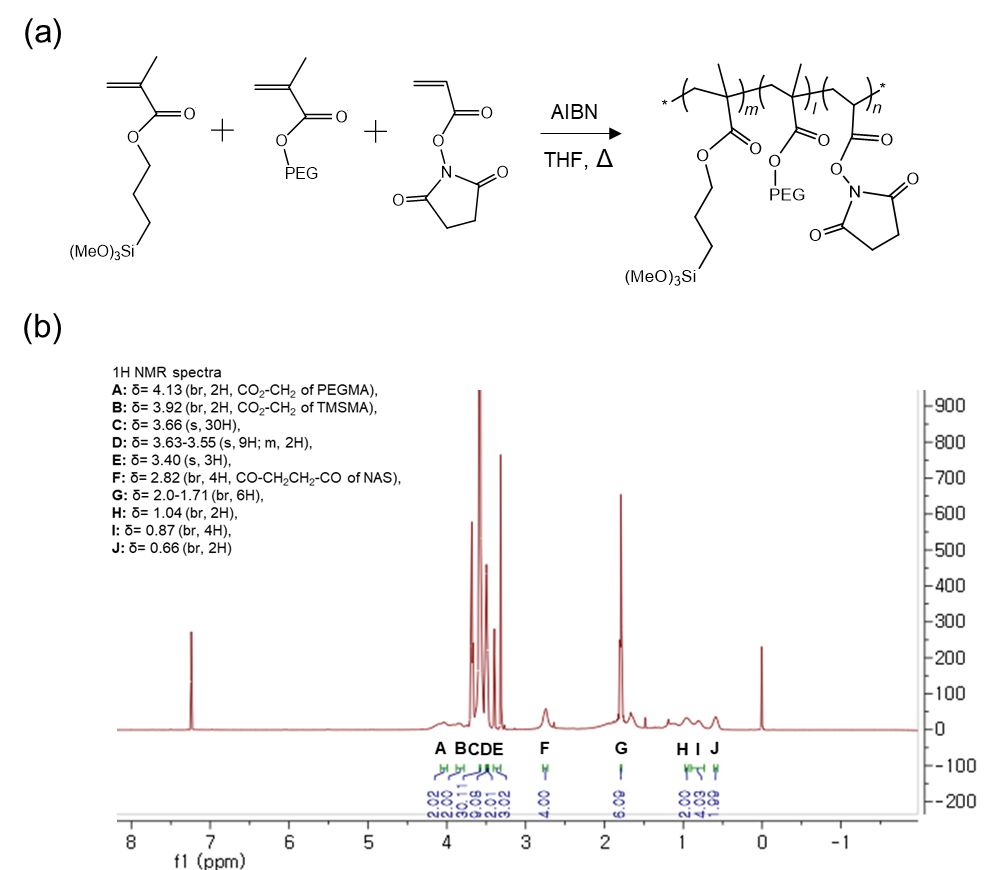 (a)
O
O
(MeO)3Si
+
O
O
PEG
+
O
O
N
O
O
AIBN
THF, Δ
*
m
l
n
*
O
O
O
O
O
O
PEG
N
O
O
(MeO)3Si
(b)
1H NMR spectra
A: δ= 4.13 (br, 2H, CO2-CH2 of PEGMA),
B: δ= 3.92 (br, 2H, CO2-CH2 of TMSMA),
C: δ= 3.66 (s, 30H),
D: δ= 3.63-3.55 (s, 9H; m, 2H),
E: δ= 3.40 (s, 3H),
F: δ= 2.82 (br, 4H, CO-CH2CH2-CO of NAS),
G: δ= 2.0-1.71 (br, 6H),
H: δ= 1.04 (br, 2H),
I: δ= 0.87 (br, 4H),
J: δ= 0.66 (br, 2H)
900
800
700
600
500
400
300
200
100
0
-100
-200
A B C D E F G H I J
2.02 2.00 30.11 9.08 2.01 3.02 4.00 6.09 2.00 4.03 1.99
8 7 6 5 4 3 2 1 0 -1
f1 (ppm)